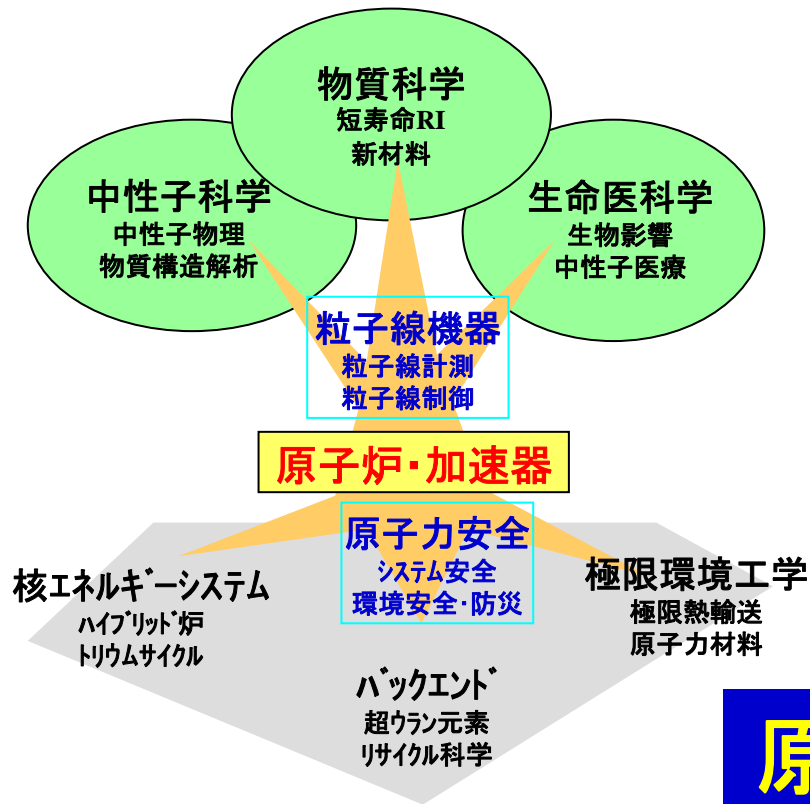 物質科学
短寿命RI
新材料
中性子科学
中性子物理
物質構造解析
生命医科学
生物影響
中性子医療
粒子線機器
粒子線計測
粒子線制御
原子炉・加速器
原子力安全
システム安全
環境安全・防災
核エネルギーシステム
ハイブリッド炉
トリウムサイクル
極限環境工学
極限熱輸送
原子力材料
バックエンド
超ウラン元素
リサイクル科学
原